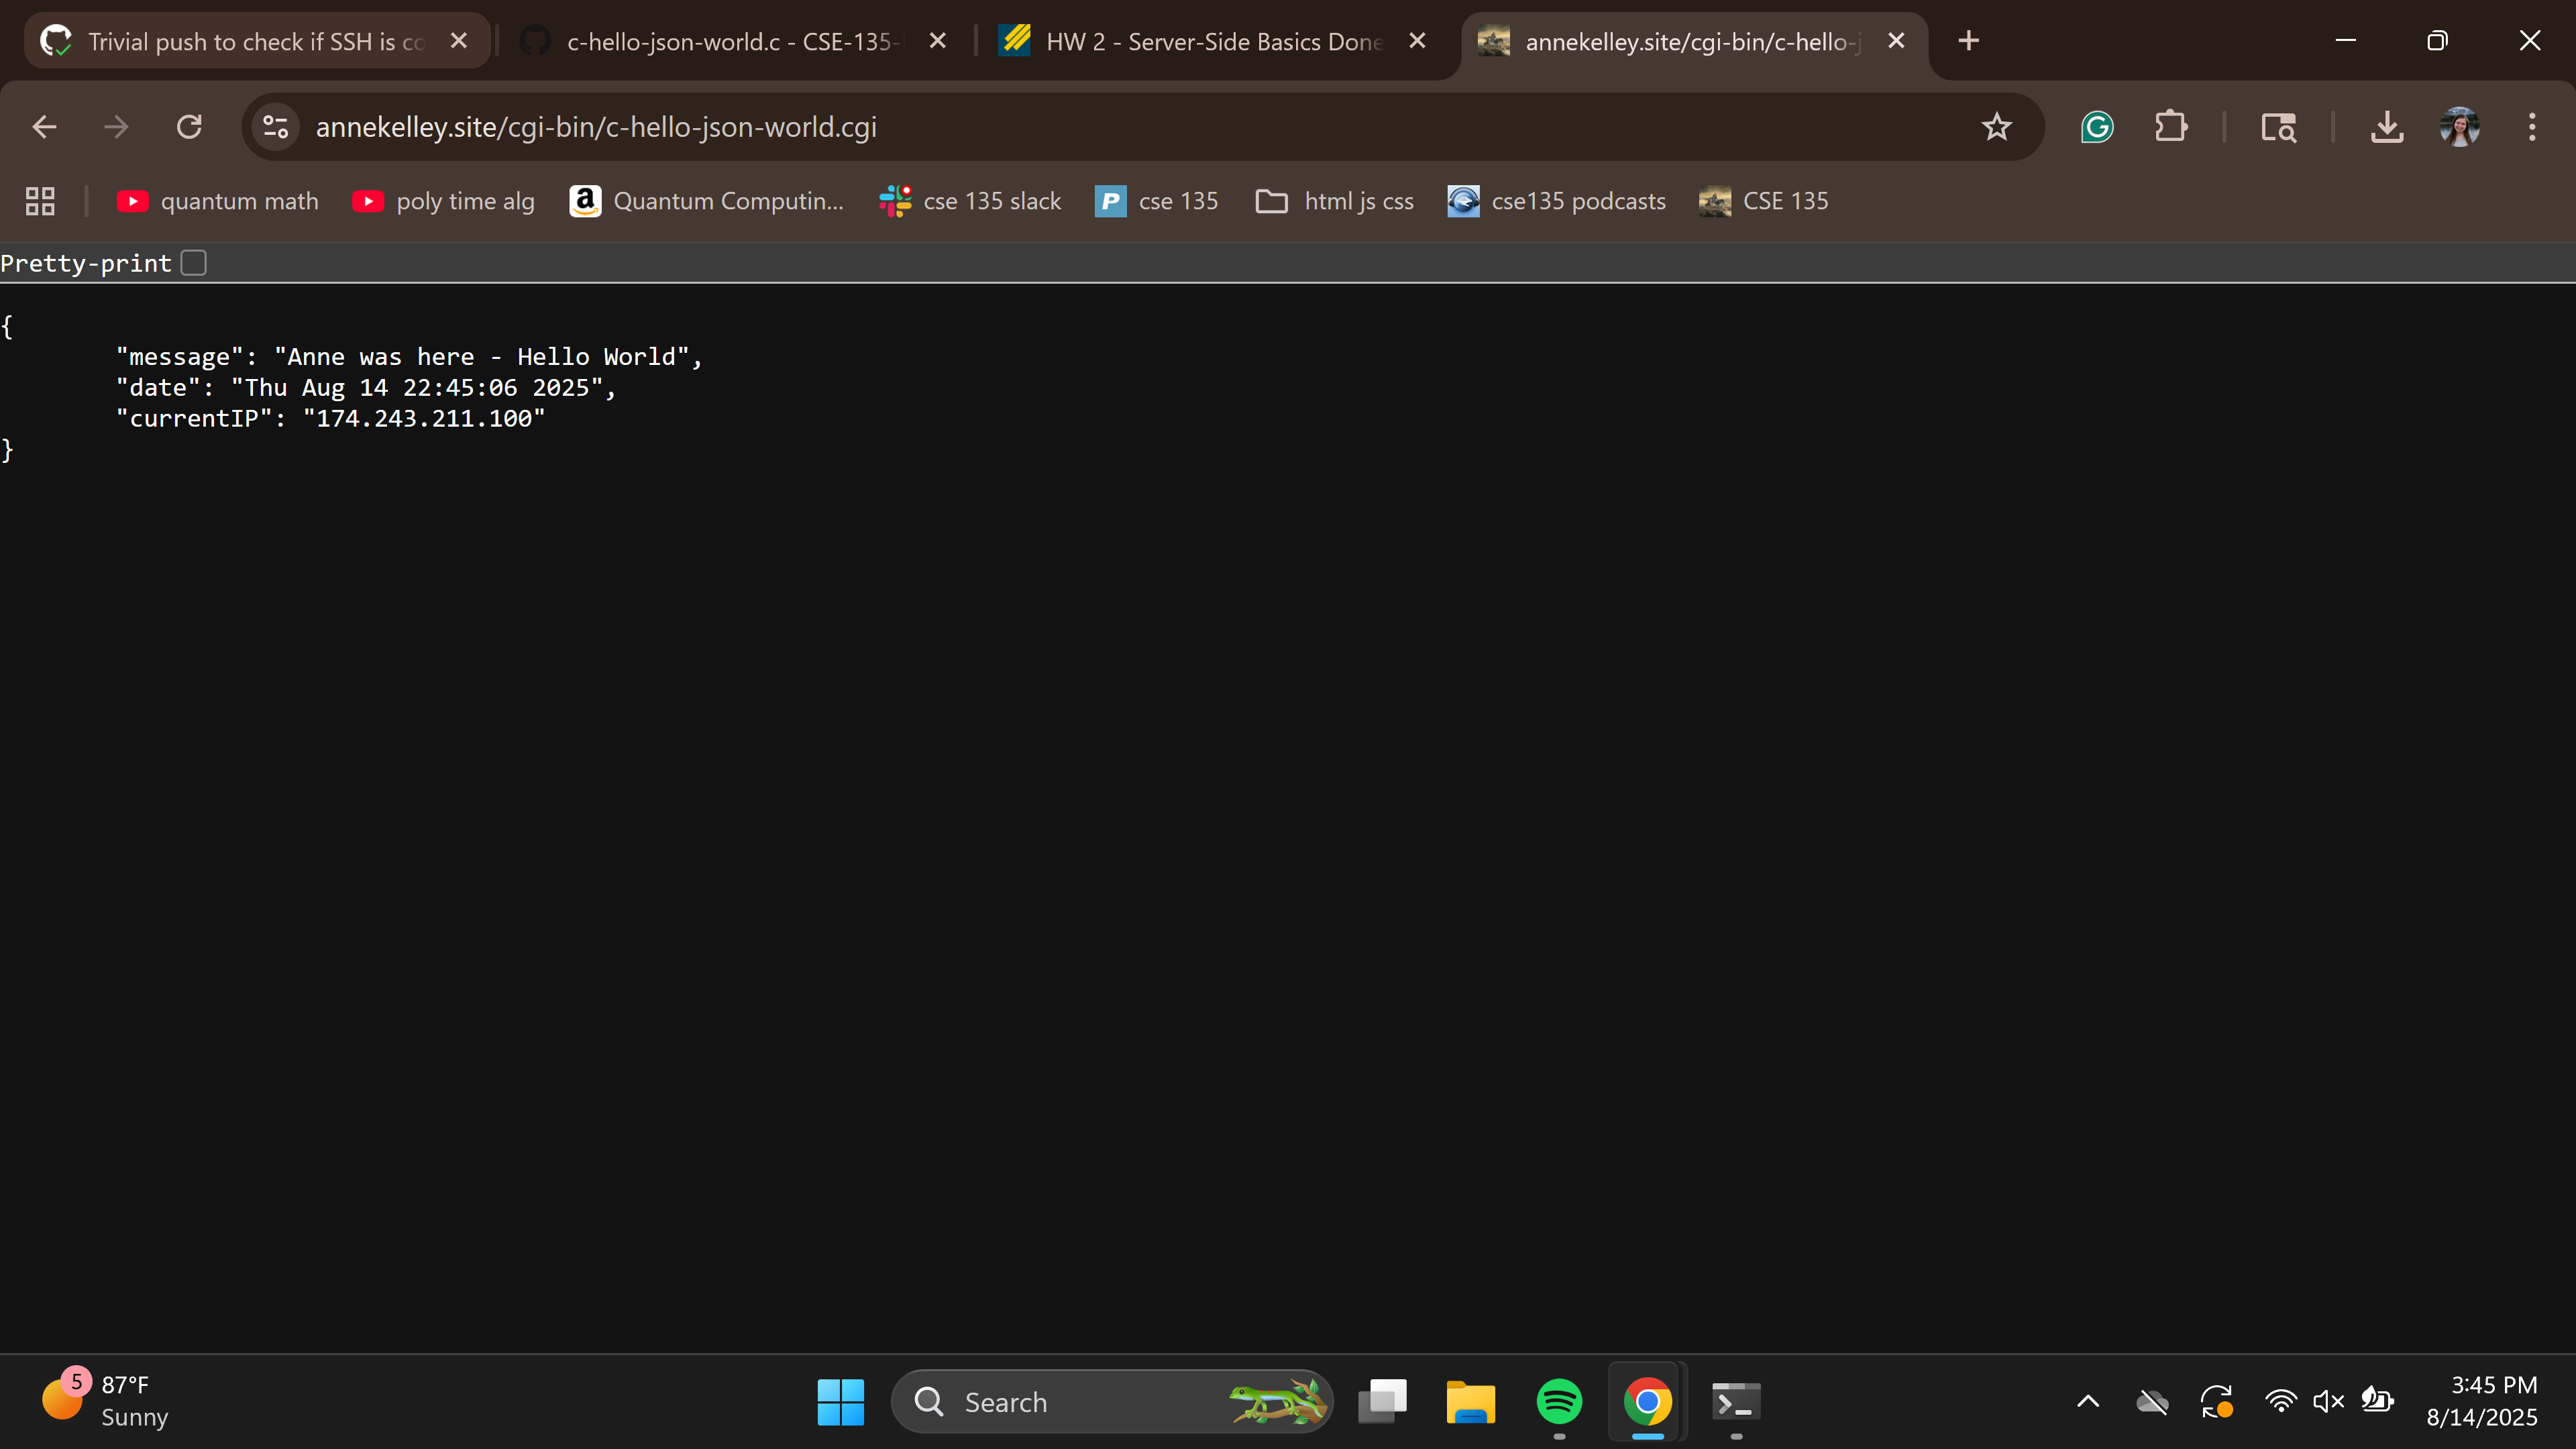 Trivial push to check if SSH is co
c-hello-json-world.c - CSE-135-
HW 2 - Server-Side Basics Done
annekelley.site/cgi-bin/c-hello-j
annekelley.site/cgi-bin/c-hello-json-world.cgi
quantum math
poly time alg
Quantum Computin...
cse 135 slack
cse 135
html js css
cse135 podcasts
CSE 135
Pretty-print
{
"message": "Anne was here - Hello World",
"date": "Thu Aug 14 22:45:06 2025",
"currentIP": "174.243.211.100"
}
5
87°F
Sunny
Search
3:45 PM
8/14/2025